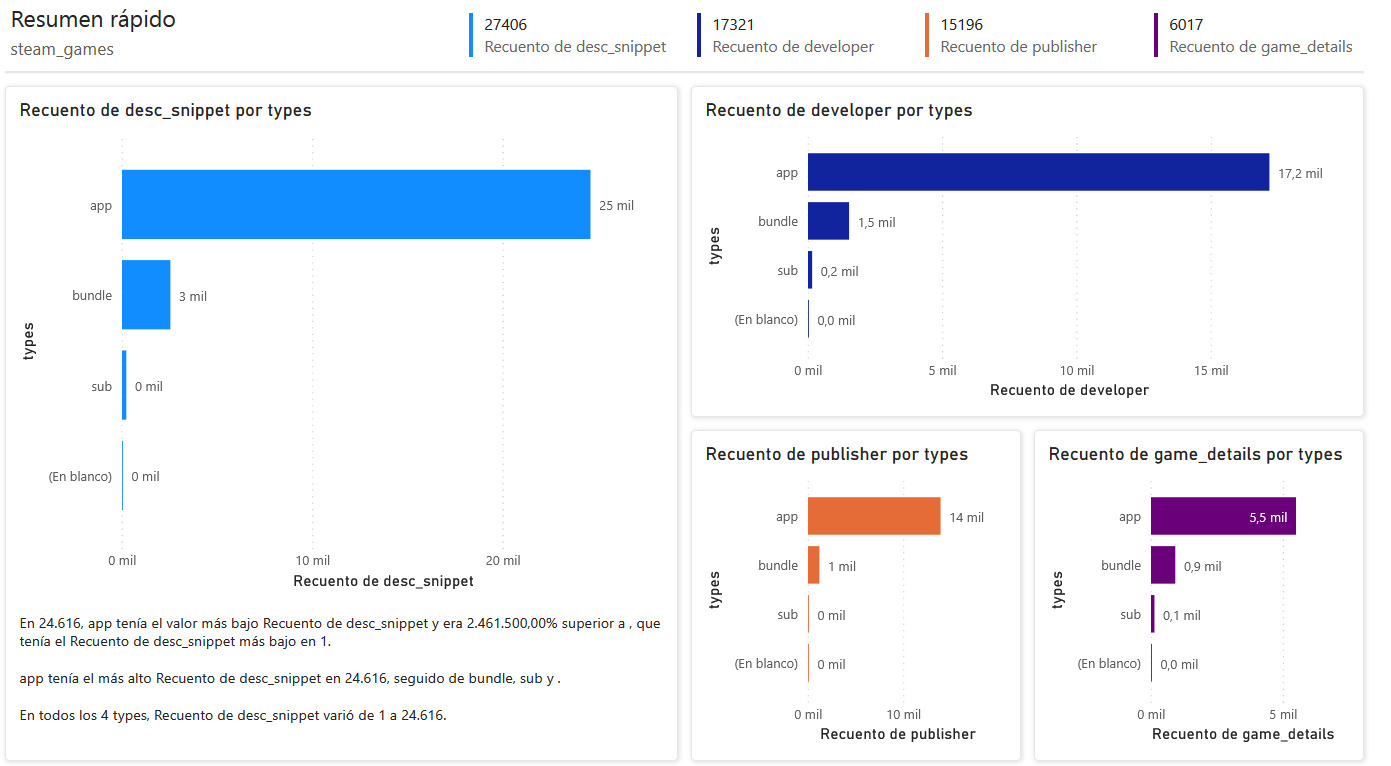 Resumen rápido
steam_games
27406
Recuento de desc_snippet
17321
Recuento de developer
15196
Recuento de publisher
6017
Recuento de game_details
Recuento de desc_snippet por types
types
app
25 mil
bundle
3 mil
sub
0 mil
(En blanco)
0 mil
0 mil
10 mil
20 mil
Recuento de desc_snippet
En 24.616, app tenía el valor más bajo Recuento de desc_snippet y era 2.461.500,00% superior a , que
tenía el Recuento de desc_snippet más bajo en 1.
app tenía el más alto Recuento de desc_snippet en 24.616, seguido de bundle, sub y .
En todos los 4 types, Recuento de desc_snippet varió de 1 a 24.616.
Recuento de developer por types
types
app
17,2 mil
bundle
1,5 mil
sub
0,2 mil
(En blanco)
0,0 mil
0 mil
5 mil
10 mil
15 mil
Recuento de developer
Recuento de publisher por types
types
app
14 mil
bundle
1 mil
sub
0 mil
(En blanco)
0 mil
0 mil
10 mil
Recuento de publisher
Recuento de game_details por types
types
app
5,5 mil
bundle
0,9 mil
sub
0,1 mil
(En blanco)
0,0 mil
0 mil
5 mil
Recuento de game_details